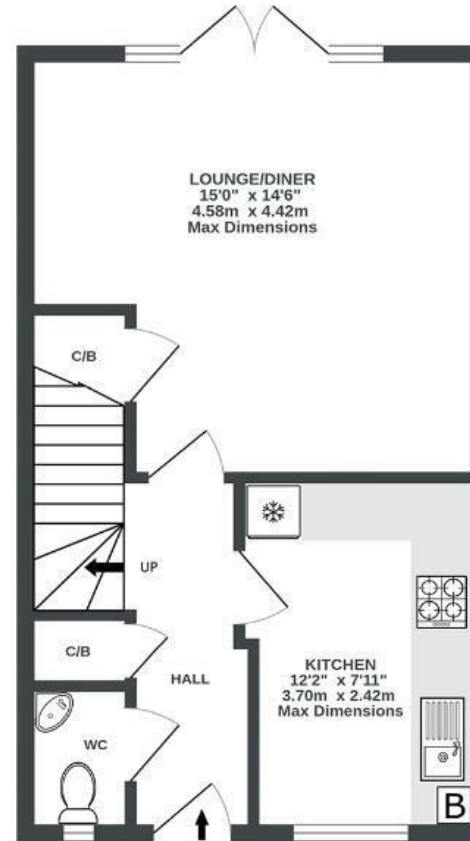 LOUNGE/DINER
15'0" x 14'6"
4.58m x 4.42m
Max Dimensions
C/B
UP
C/B
HALL
KITCHEN
12'2" x 7'11"
3.70m x 2.42m
Max Dimensions
WC
B